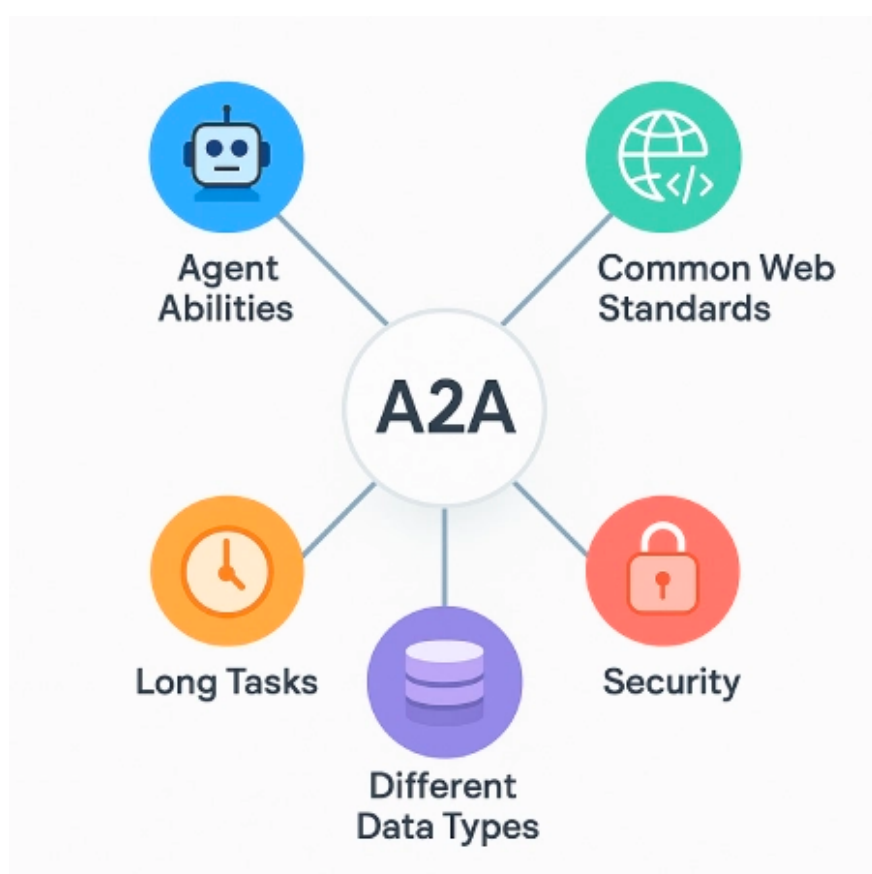 Agent
Abilities
Common Web
Standards
</>
A2A
Long Tasks
Security
Different
Data Types